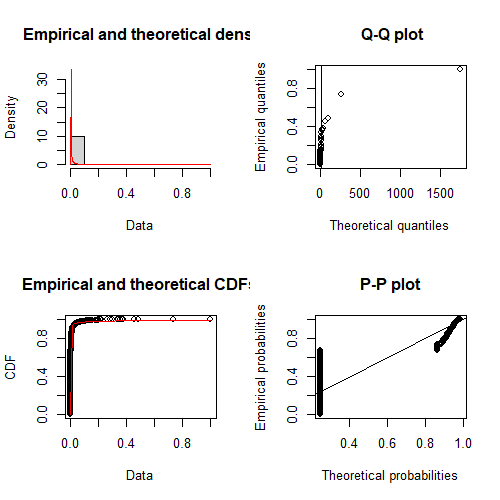 Empirical and theoretical dens
Density
0 10 20 30
0.0 0.4 0.8
Data
Q-Q plot
Empirical quantiles
0.0 0.4 0.8
0 500 1000 1500
Theoretical quantiles
Empirical and theoretical CDFs
CDF
0.0 0.4 0.8
0.0 0.4 0.8
Data
P-P plot
Empirical probabilities
0.0 0.4 0.8
0.4 0.6 0.8 1.0
Theoretical probabilities